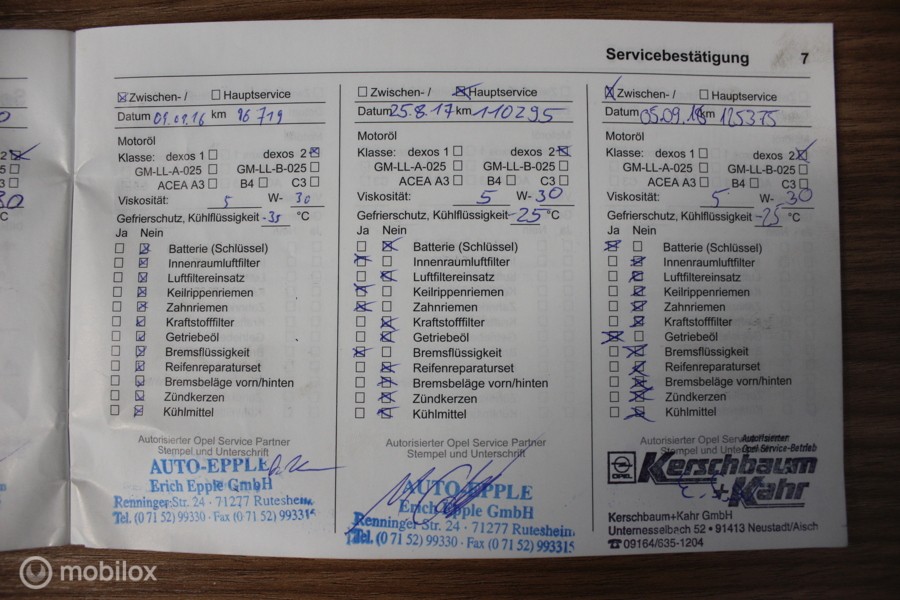 Servicebestätigung 7
Zwischen- / Hauptservice
Datum 09.01.16 km 96719
Motoröl
Klasse: dexos 1 dexos 2
GM-LL-A-025 GM-LL-B-025
ACEA A3 B4 C3
Viskosität: 5 W- 30
Gefrierschutz, Kühlflüssigkeit -35 °C
Ja Nein
Batterie (Schlüssel)
Innenraumluftfilter
Luftfiltereinsatz
Keilrippenriemen
Zahnriemen
Kraftstofffilter
Getriebeöl
Bremsflüssigkeit
Reifenreparaturset
Bremsbeläge vorn/hinten
Zündkerzen
Kühlmittel
Autorisierter Opel Service Partner
Stempel und Unterschrift
AUTO-EPPLE
Erich Epple GmbH
Renninger Str. 24 · 71277 Rutesheim
Tel. (0 71 52) 99330 · Fax (0 71 52) 993315
Zwischen- / Hauptservice
Datum 25.8.17 km 110295
Motoröl
Klasse: dexos 1 dexos 2
GM-LL-A-025 GM-LL-B-025
ACEA A3 B4 C3
Viskosität: 5 W- 30
Gefrierschutz, Kühlflüssigkeit -25 °C
Ja Nein
Batterie (Schlüssel)
Innenraumluftfilter
Luftfiltereinsatz
Keilrippenriemen
Zahnriemen
Kraftstofffilter
Getriebeöl
Bremsflüssigkeit
Reifenreparaturset
Bremsbeläge vorn/hinten
Zündkerzen
Kühlmittel
Autorisierter Opel Service Partner
Stempel und Unterschrift
AUTO-EPPLE
Erich Epple GmbH
Renninger Str. 24 · 71277 Rutesheim
Tel. (0 71 52) 99330 · Fax (0 71 52) 993315
Zwischen- / Hauptservice
Datum 05.09.18 km 125375
Motoröl
Klasse: dexos 1 dexos 2
GM-LL-A-025 GM-LL-B-025
ACEA A3 B4 C3
Viskosität: 5 W- 30
Gefrierschutz, Kühlflüssigkeit -25 °C
Ja Nein
Batterie (Schlüssel)
Innenraumluftfilter
Luftfiltereinsatz
Keilrippenriemen
Zahnriemen
Kraftstofffilter
Getriebeöl
Bremsflüssigkeit
Reifenreparaturset
Bremsbeläge vorn/hinten
Zündkerzen
Kühlmittel
Autorisierter Opel Service Partner
Stempel und Unterschrift
Autorisierter
Opel Service-Betrieb
OPEL
Kerschbaum
+Kahr
Kerschbaum+Kahr GmbH
Unternesselbach 52 • 91413 Neustadt/Aisch
☎ 09164/635-1204
°C
mobilox